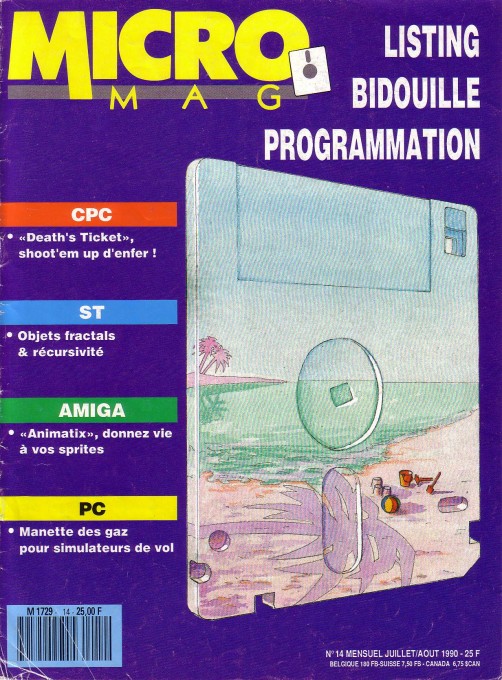 MICRO
MAG
LISTING
BIDOUILLE
PROGRAMMATION
CPC
• «Death's Ticket»,
shoot'em up d'enfer !
ST
• Objets fractals
& récursivité
AMIGA
• «Animatix», donnez vie
à vos sprites
PC
• Manette des gaz
pour simulateurs de vol
M 1729 - 14 - 25,00 F
N° 14 MENSUEL JUILLET/AOUT 1990 - 25 F
BELGIQUE 180 FB-SUISSE 7,50 FB - CANADA 6,75 $CAN